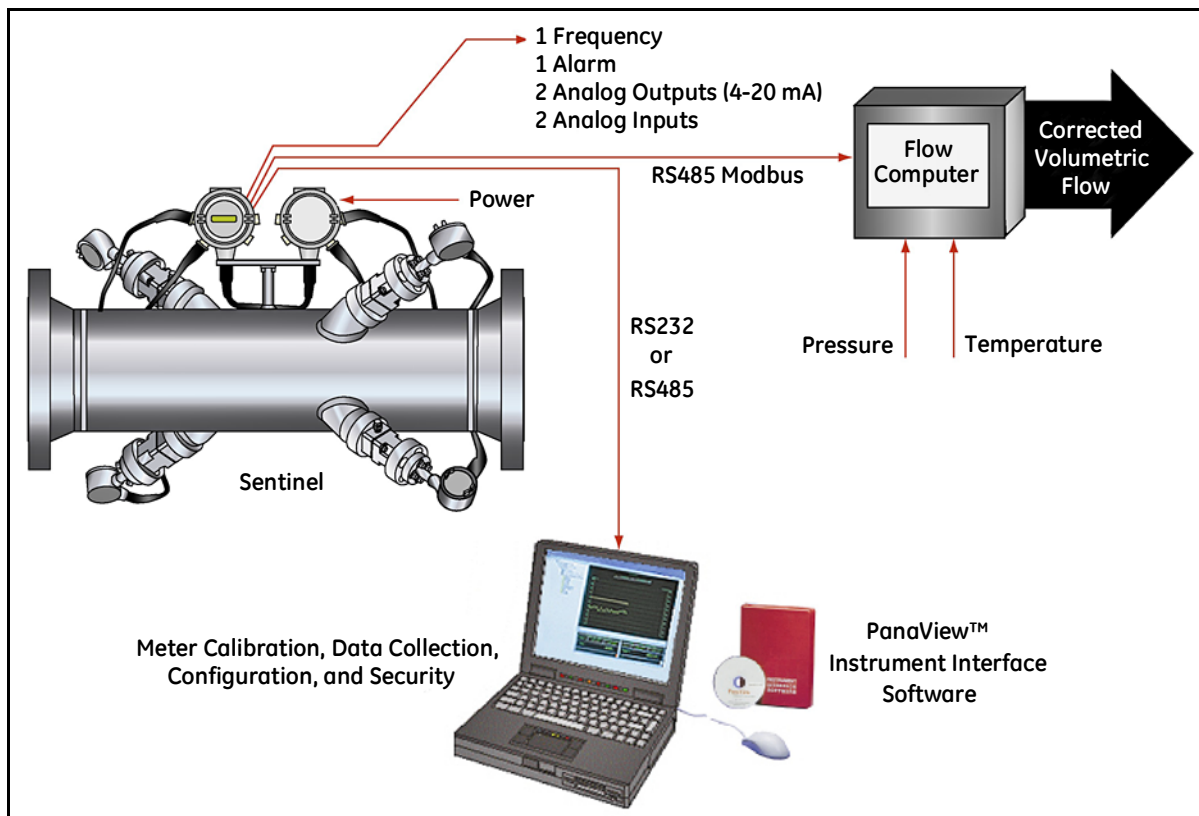 1 Frequency
1 Alarm
2 Analog Outputs (4-20 mA)
2 Analog Inputs
RS485 Modbus
Flow
Computer
Corrected
Volumetric
Flow
Power
RS232
or
RS485
Pressure
Temperature
Sentinel
Meter Calibration, Data Collection,
Configuration, and Security
PanaView™
Instrument Interface
Software